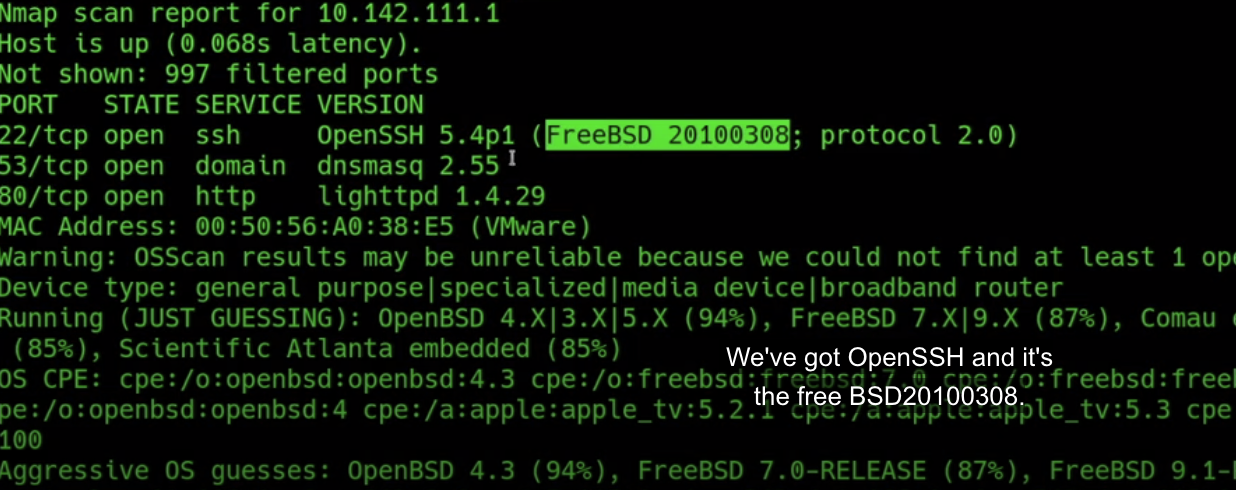 Nmap scan report for 10.142.111.1
Host is up (0.068s latency).
Not shown: 997 filtered ports
PORT   STATE SERVICE VERSION
22/tcp open  ssh     OpenSSH 5.4p1 (FreeBSD 20100308; protocol 2.0)
53/tcp open  domain  dnsmasq 2.55
80/tcp open  http    lighttpd 1.4.29
MAC Address: 00:50:56:A0:38:E5 (VMware)
Warning: OSScan results may be unreliable because we could not find at least 1 ope
Device type: general purpose|specialized|media device|broadband router
Running (JUST GUESSING): OpenBSD 4.X|3.X|5.X (94%), FreeBSD 7.X|9.X (87%), Comau
(85%), Scientific Atlanta embedded (85%)
We've got OpenSSH and it's
the free BSD20100308.
OS CPE: cpe:/o:openbsd:openbsd:4.3 cpe:/o:freebsd:freebsd:7.0 cpe:/o:freebsd:free
pe:/o:openbsd:openbsd:4 cpe:/a:apple:apple_tv:5.2.1 cpe:/a:apple:apple_tv:5.3 cpe
100
Aggressive OS guesses: OpenBSD 4.3 (94%), FreeBSD 7.0-RELEASE (87%), FreeBSD 9.1-